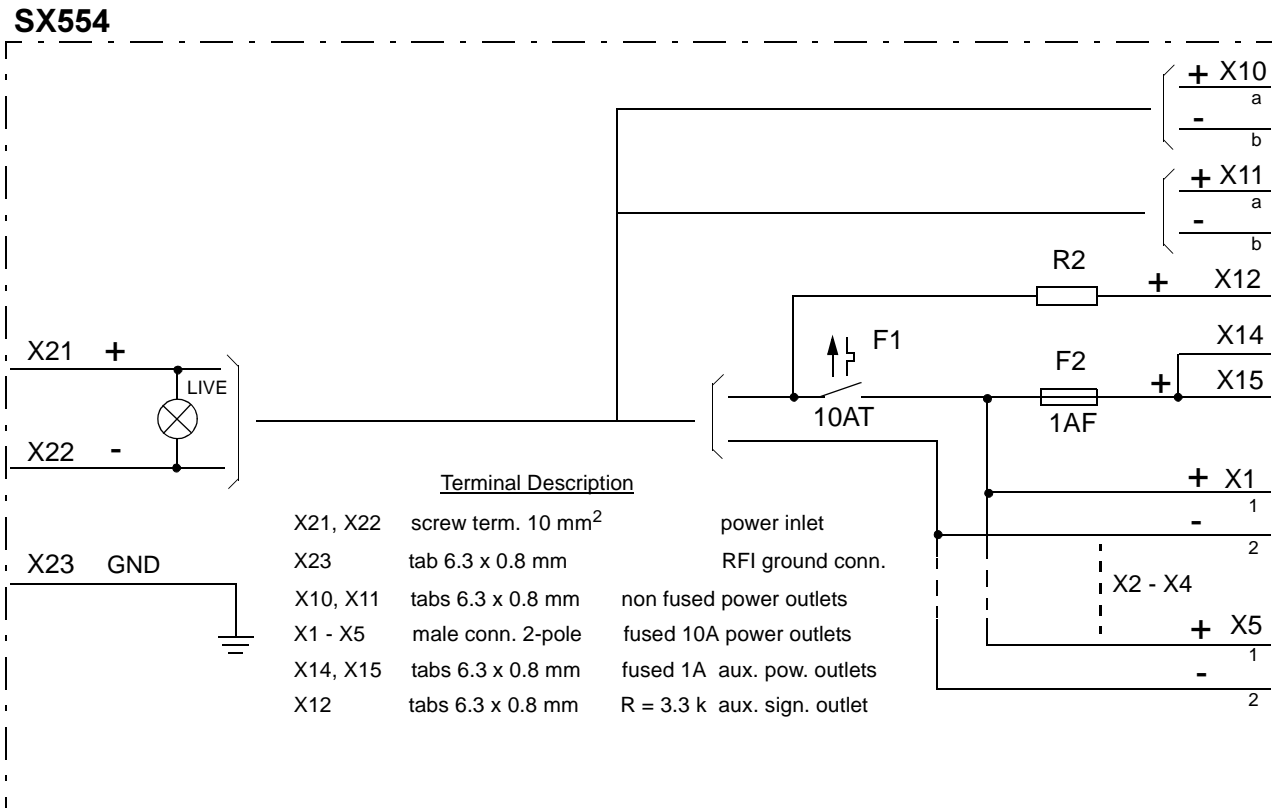 SX554
+ X10
a
-
b
+ X11
a
-
b
R2
+ X12
F1
X14
X21 +
F2
LIVE
+ X15
10AT
1AF
X22 -
Terminal Description
+ X1
1
X21, X22 screw term. 10 mm² power inlet
-
2
X23 GND
X23 tab 6.3 x 0.8 mm RFI ground conn.
X2 - X4
X10, X11 tabs 6.3 x 0.8 mm non fused power outlets
X1 - X5 male conn. 2-pole fused 10A power outlets
+ X5
1
X14, X15 tabs 6.3 x 0.8 mm fused 1A aux. pow. outlets
-
2
X12 tabs 6.3 x 0.8 mm R = 3.3 k aux. sign. outlet